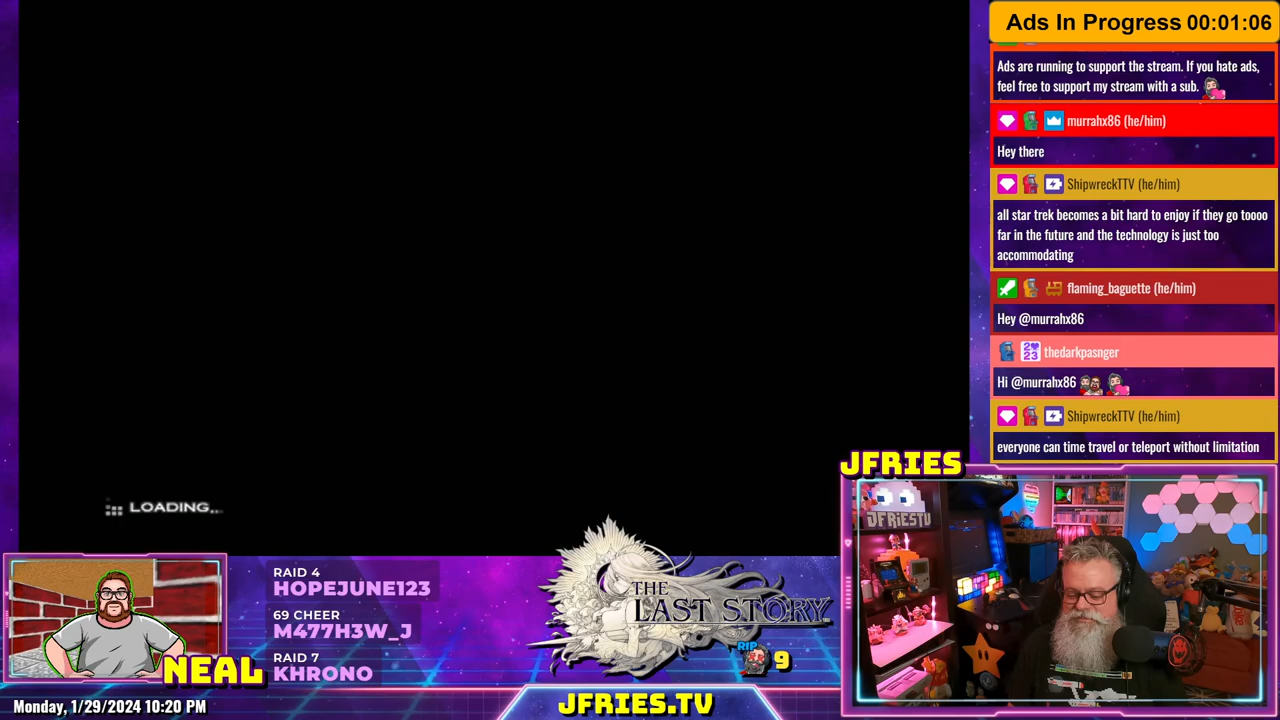 Ads In Progress 00:01:06
Ads are running to support the stream. If you hate ads,
feel free to support my stream with a sub.
murrahx86 (he/him)
Hey there
ShipwreckTTV (he/him)
all star trek becomes a bit hard to enjoy if they go toooo
far in the future and the technology is just too
accommodating
flaming_baguette (he/him)
Hey @murrahx86
2 23
thedarkpasnger
Hi @murrahx86
ShipwreckTTV (he/him)
everyone can time travel or teleport without limitation
LOADING...
JFRIES
JFRIESTV
RAID 4
HOPEJUNE123
69 CHEER
M477H3W_J
RAID 7
KHRONO
NEAL
THE
LAST STORY
RIP
9
JFRIES.TV
Monday, 1/29/2024 10:20 PM